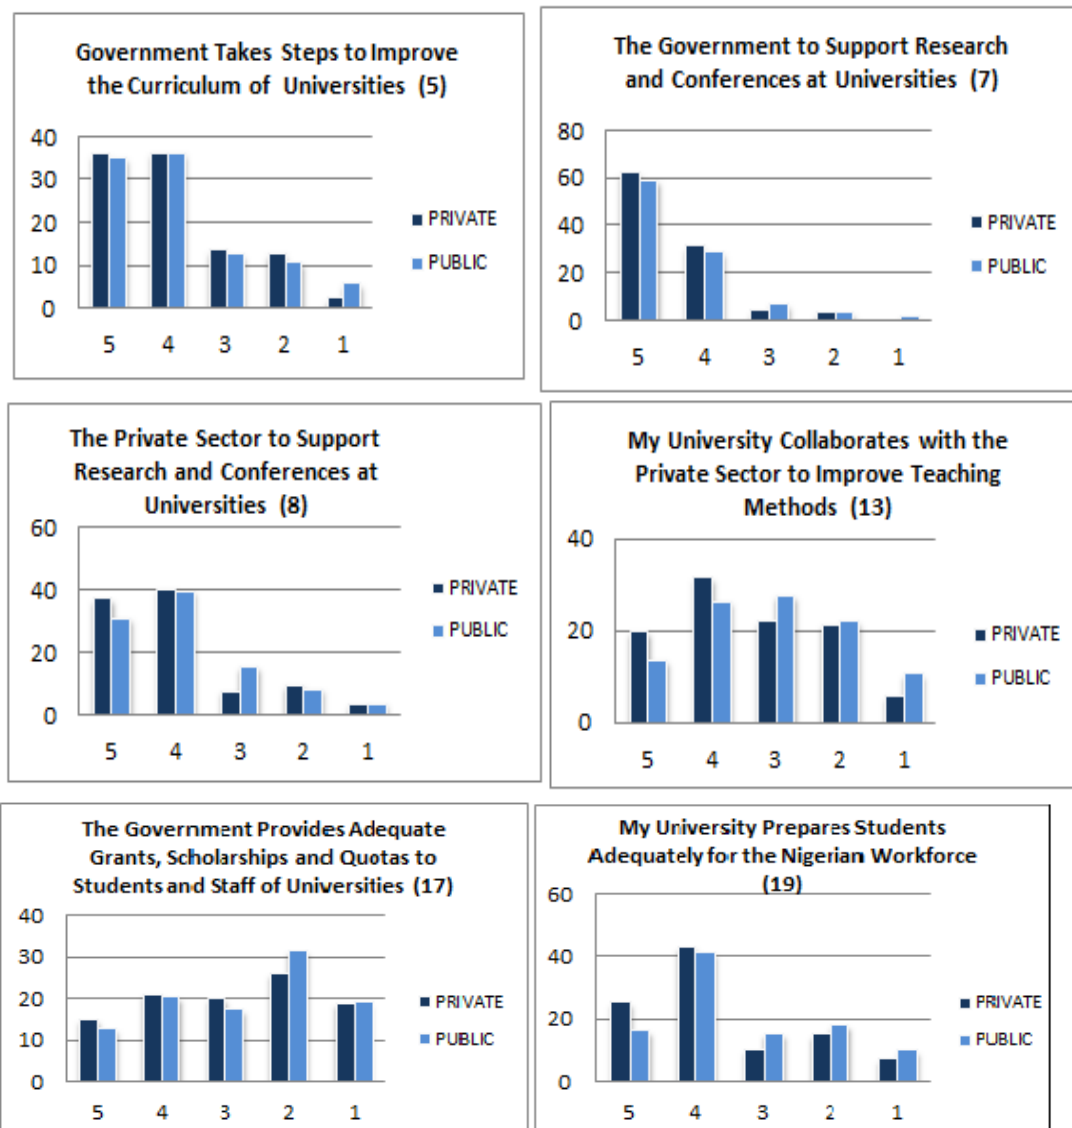 Government Takes Steps to Improve
the Curriculum of Universities (5)
40
30
20
10
0
5 4 3 2 1
PRIVATE
PUBLIC
The Government to Support Research
and Conferences at Universities (7)
80
60
40
20
0
5 4 3 2 1
PRIVATE
PUBLIC
The Private Sector to Support
Research and Conferences at
Universities (8)
60
40
20
0
5 4 3 2 1
PRIVATE
PUBLIC
My University Collaborates with the
Private Sector to Improve Teaching
Methods (13)
40
20
0
5 4 3 2 1
PRIVATE
PUBLIC
The Government Provides Adequate
Grants, Scholarships and Quotas to
Students and Staff of Universities (17)
40
30
20
10
0
5 4 3 2 1
PRIVATE
PUBLIC
My University Prepares Students
Adequately for the Nigerian Workforce
(19)
60
40
20
0
5 4 3 2 1
PRIVATE
PUBLIC